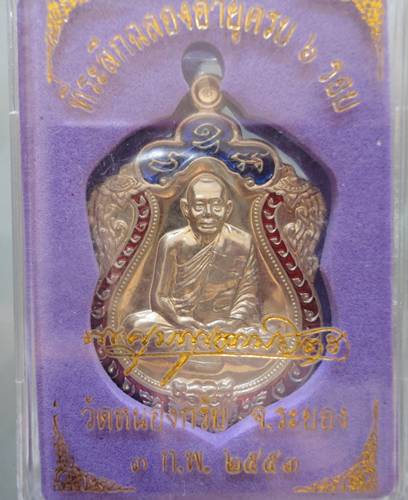 ที่ระลึกฉลองอายุครบ ๖ รอบ
วัดหนองกรับ จ.ระยอง
๓ ก.พ. ๒๕๕๓